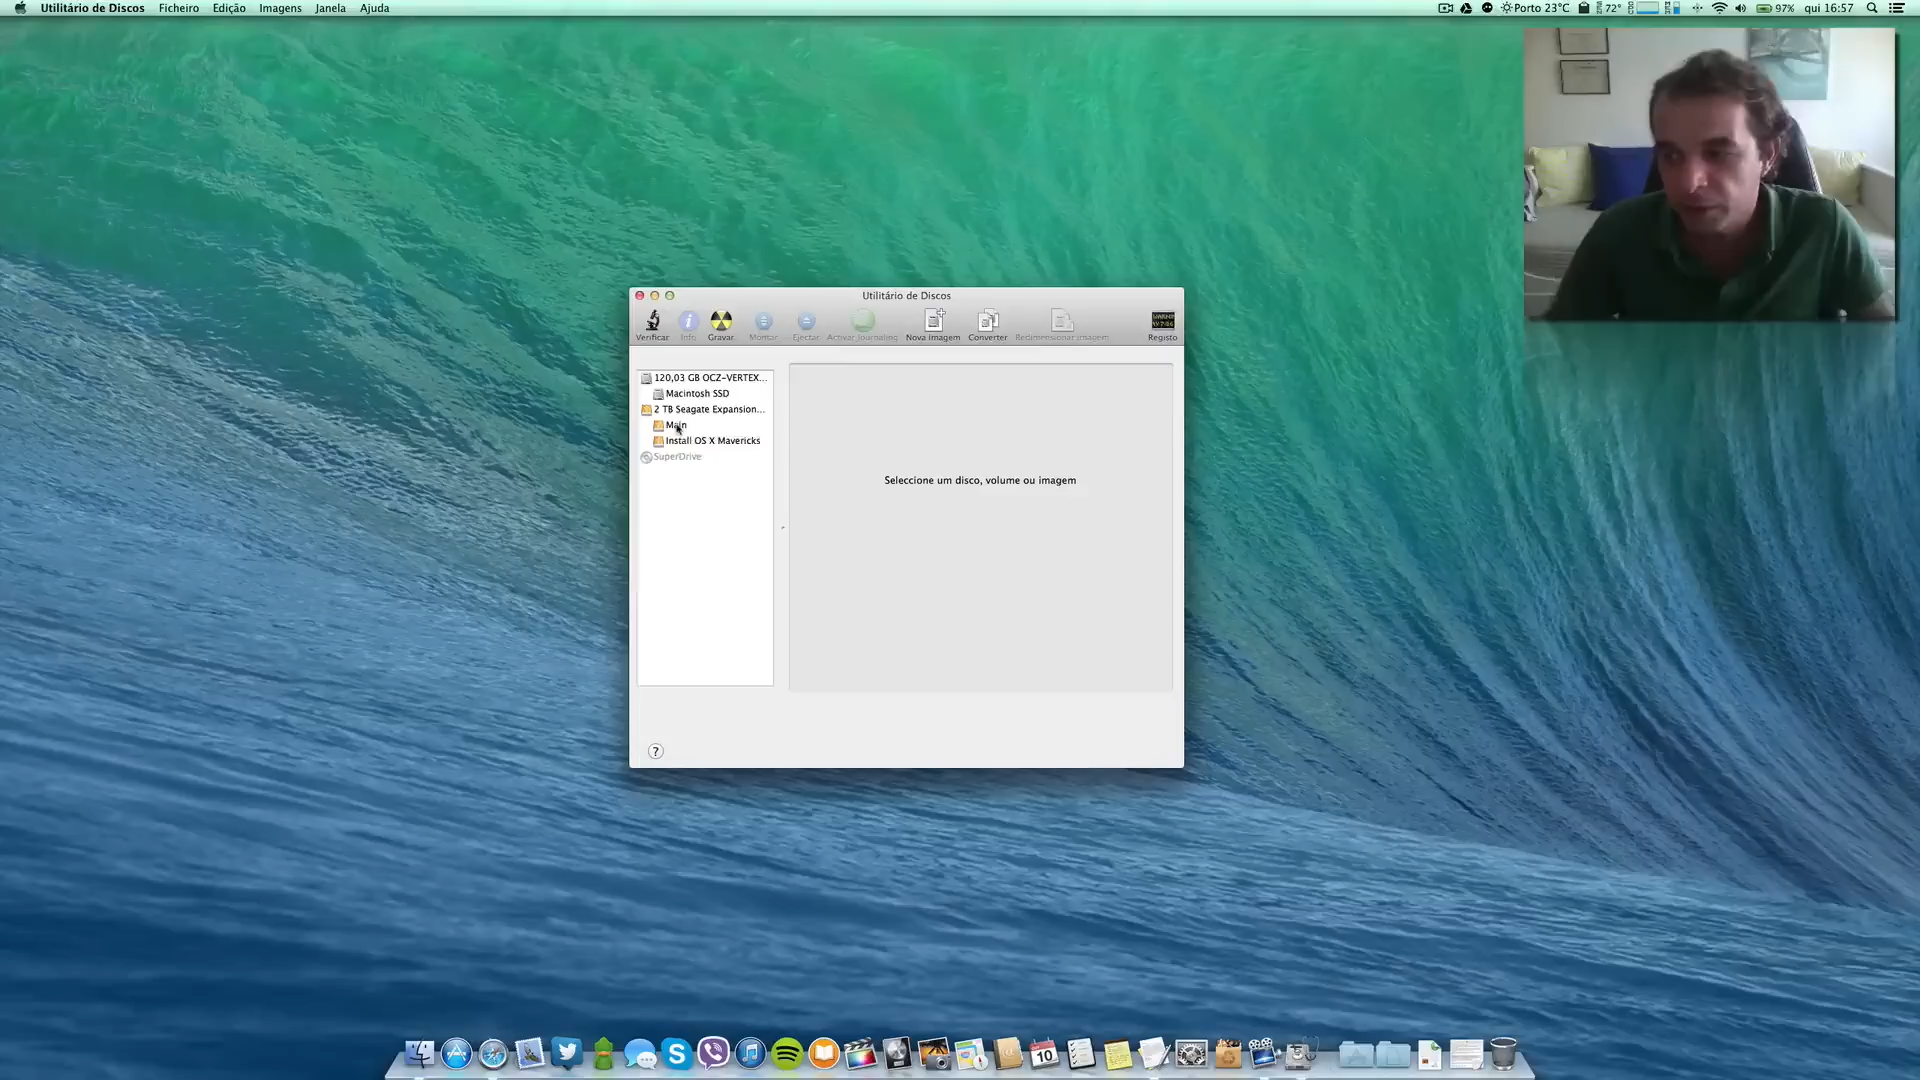 Utilitário de Discos Ficheiro Edição Imagens Janela Ajuda
Porto 23°C 72° 97% qui 16:57
Utilitário de Discos
Verificar Info Gravar Montar Ejectar Activar Journaling Nova Imagem Converter Redimensionar Imagem Registo
120,03 GB OCZ-VERTEX...
Macintosh SSD
2 TB Seagate Expansion...
Main
Install OS X Mavericks
SuperDrive
Seleccione um disco, volume ou imagem
?
10